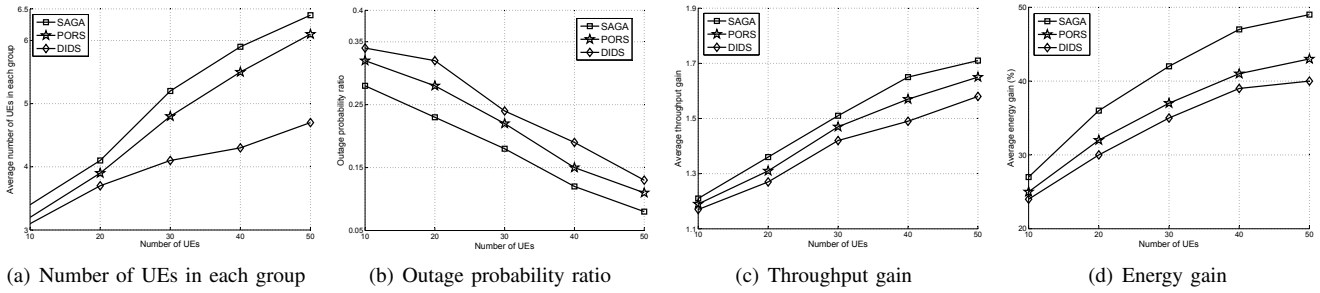 6.5
6
5
4
3
10
20
30
40
50
Number of UEs
Average number of UEs in each group
SAGA
PORS
DIDS
(a) Number of UEs in each group
0.4
0.35
0.25
0.15
0.05
10
20
30
40
50
Number of UEs
Outage probability ratio
SAGA
PORS
DIDS
(b) Outage probability ratio
1.9
1.7
1.5
1.3
1.1
10
20
30
40
50
Number of UEs
Average throughput gain
SAGA
PORS
DIDS
(c) Throughput gain
50
40
30
20
10
20
30
40
50
Number of UEs
Average energy gain (%)
SAGA
PORS
DIDS
(d) Energy gain